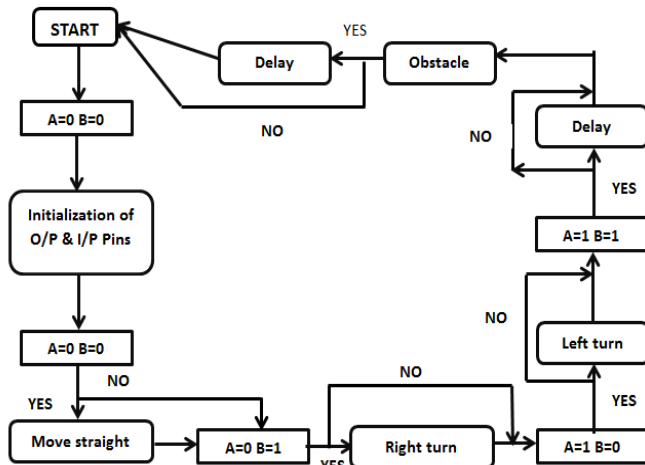 START
A=0 B=0
Initialization of
O/P & I/P Pins
A=0 B=0
NO
YES
Move straight
A=0 B=1
YES
NO
Right turn
A=1 B=0
YES
NO
Left turn
A=1 B=1
YES
NO
Delay
Obstacle
YES
NO
Delay